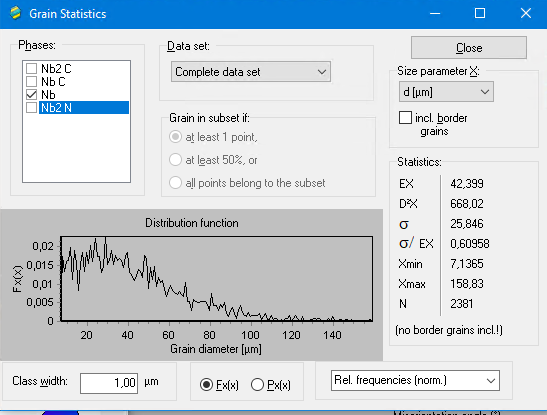 Grain Statistics
Phases:
Nb2 C
Nb C
Nb
Nb2 N
Data set:
Complete data set
Grain in subset if:
at least 1 point,
at least 50%, or
all points belong to the subset
Close
Size parameter X:
d [µm]
incl. border
grains
Statistics:
EX 42,399
D²X 668,02
σ 25,846
σ/ EX 0,60958
Xmin 7,1365
Xmax 158,83
N 2381
(no border grains incl.!)
Distribution function
Fx(x)
0,02
0,015
0,01
0,005
0
20 40 60 80 100 120 140
Grain diameter [µm]
Class width: 1,00 µm
Fx(x) Px(x)
Rel. frequencies (norm.)